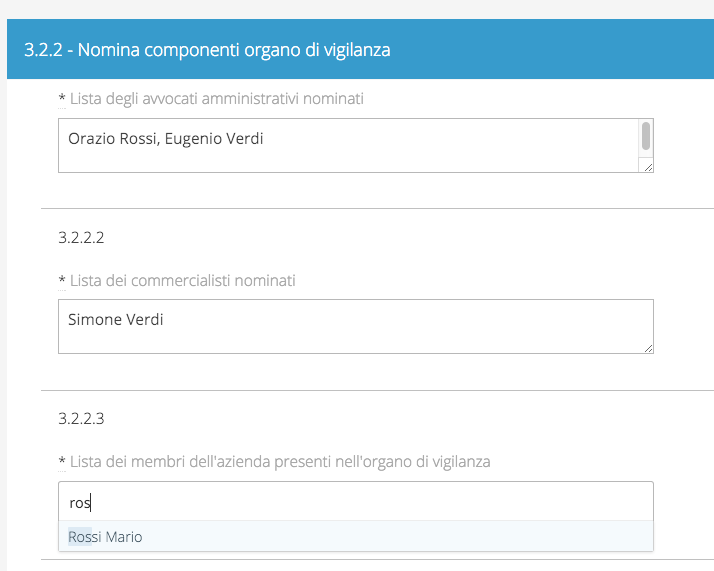 3.2.2 - Nomina componenti organo di vigilanza
* Lista degli avvocati amministrativi nominati
Orazio Rossi, Eugenio Verdi
3.2.2.2
* Lista dei commercialisti nominati
Simone Verdi
3.2.2.3
* Lista dei membri dell'azienda presenti nell'organo di vigilanza
ros
Rossi Mario